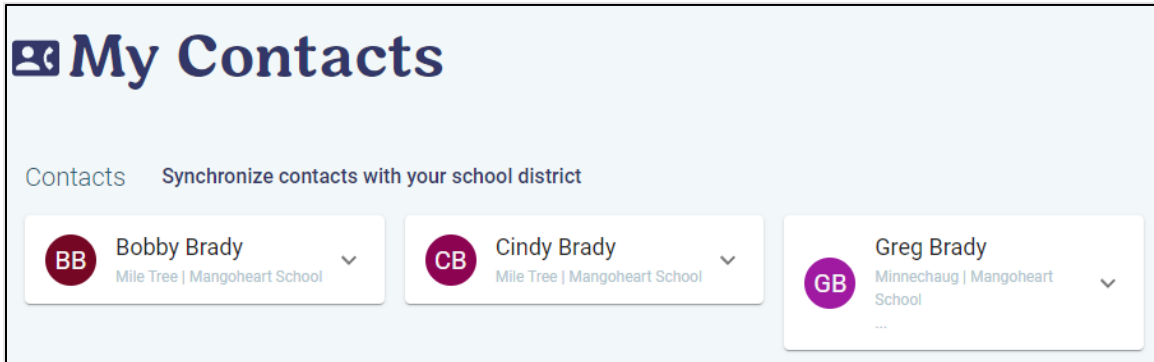 My Contacts
Contacts Synchronize contacts with your school district
BB
Bobby Brady
Mile Tree | Mangoheart School
CB
Cindy Brady
Mile Tree | Mangoheart School
GB
Greg Brady
Minnechaug | Mangoheart
School
...